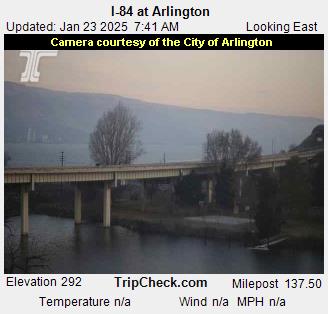 I-84 at Arlington
Updated: Jan 23 2025 7:41 AM Looking East
Camera courtesy of the City of Arlington
Elevation 292 TripCheck.com Milepost 137.50
Temperature n/a Wind n/a MPH n/a